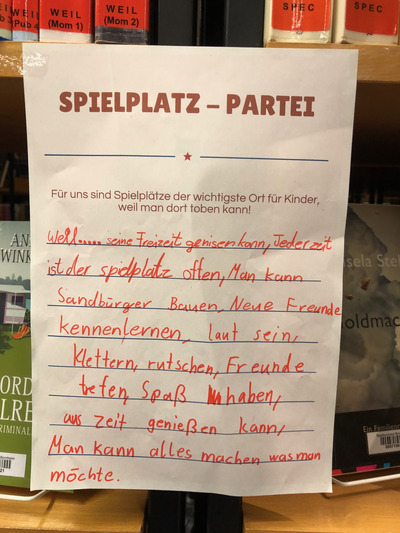 WEIL
(Mom 1)
WEIL
(Mom 2)
SPEC
SPEC
SPIELPLATZ – PARTEI
Für uns sind Spielplätze der wichtigste Ort für Kinder,
weil man dort toben kann!
Weil..... seine Freizeit genisen kann, Jederzeit
ist der spielplatz offen, Man kann
Sandbürger Bauen, Neue Freunde
kennenlernen, laut sein,
klettern, rutschen, Freunde
trefen, Spaß haben,
aus zeit genießen kann,
Man kann alles machen was man
möchte.